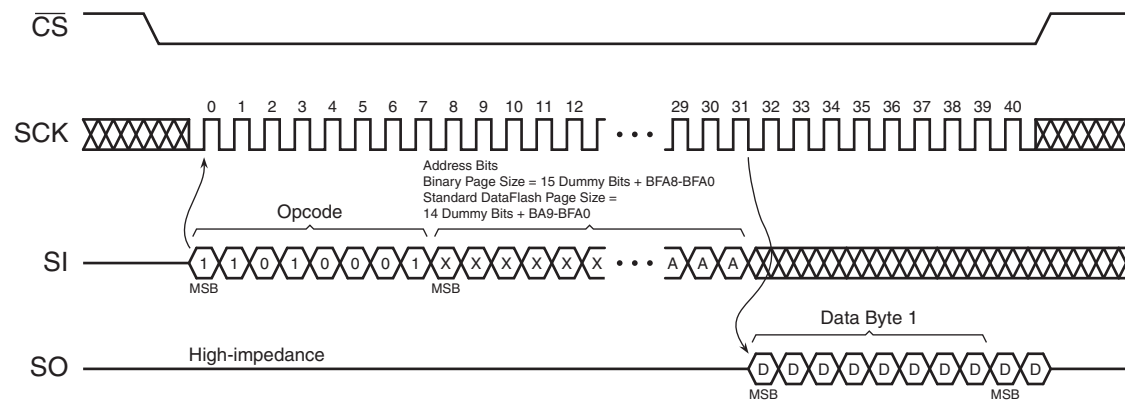 CS
0 1 2 3 4 5 6 7 8 9 10 11 12 29 30 31 32 33 34 35 36 37 38 39 40
SCK
Address Bits
Binary Page Size = 15 Dummy Bits + BFA8-BFA0
Standard DataFlash Page Size =
14 Dummy Bits + BA9-BFA0
Opcode
SI 1 1 0 1 0 0 0 1 X X X X X X • • • A A A
MSB MSB
Data Byte 1
High-impedance
SO D D D D D D D D D D
MSB MSB